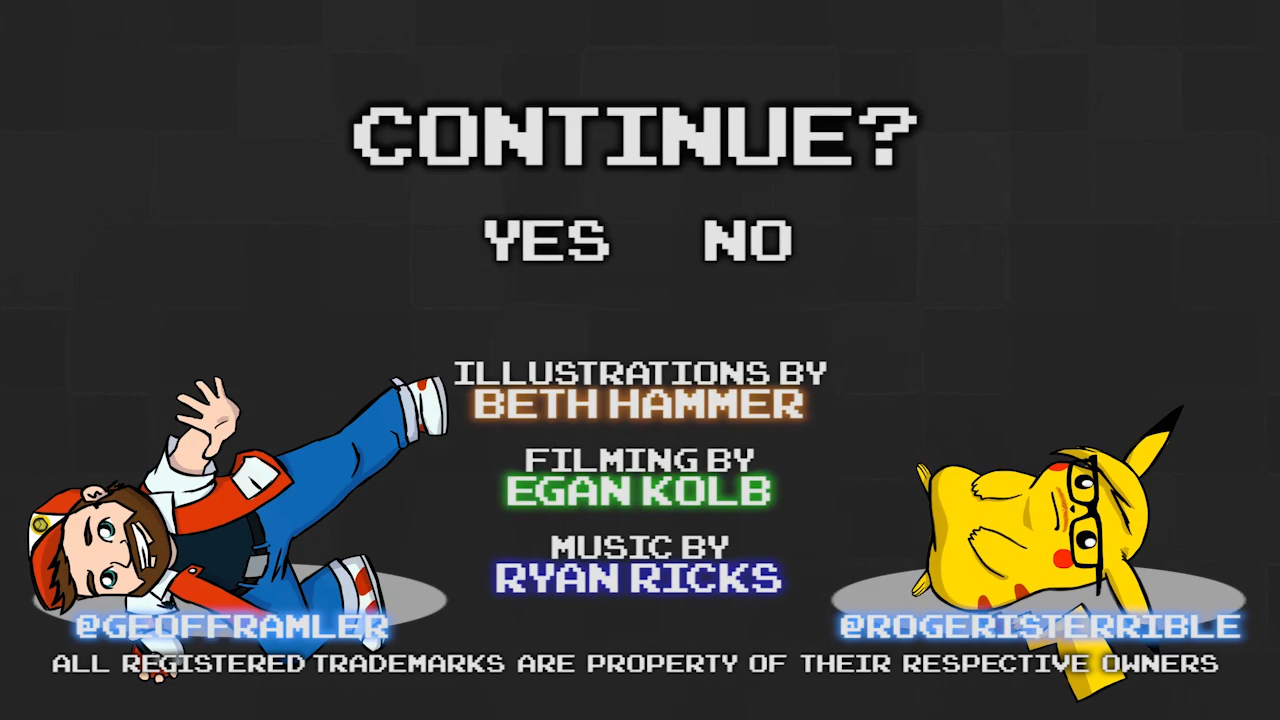 CONTINUE?
YES NO
ILLUSTRATIONS BY
BETH HAMMER
FILMING BY
EGAN KOLB
MUSIC BY
RYAN RICKS
@GEOFFRAMLER @ROGERISTERRIBLE
ALL REGISTERED TRADEMARKS ARE PROPERTY OF THEIR RESPECTIVE OWNERS